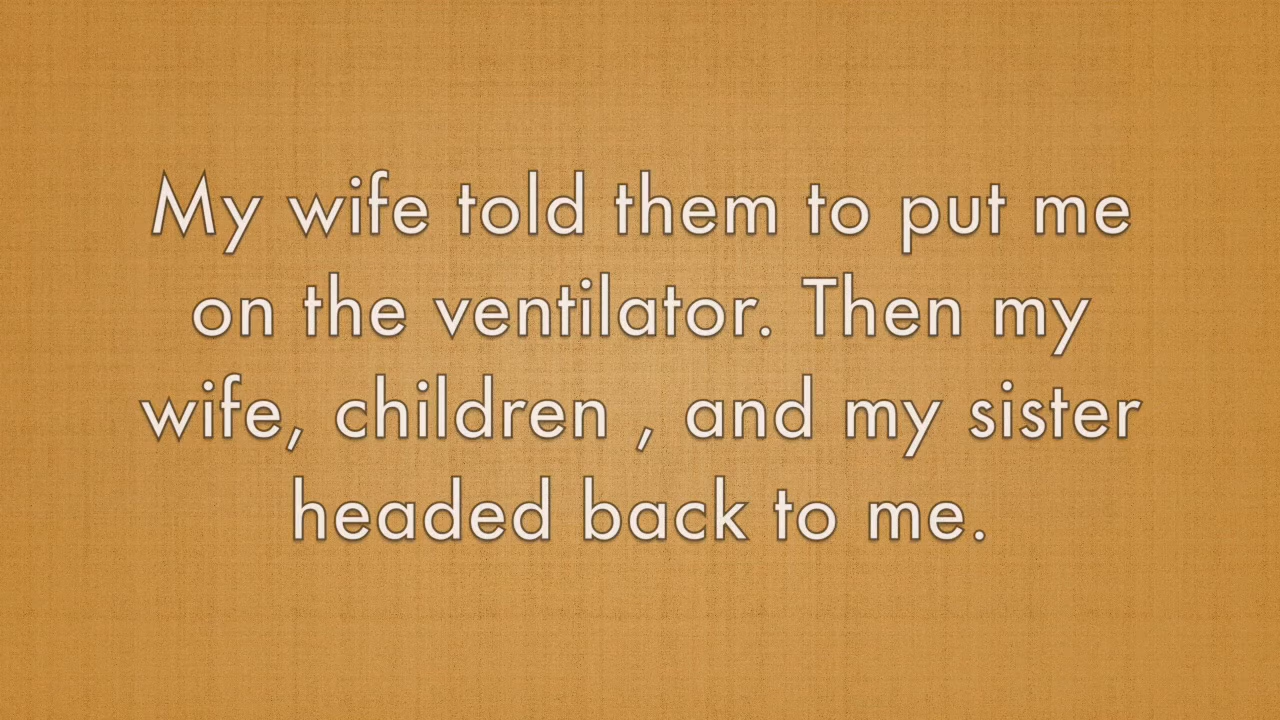 My wife told them to put me
on the ventilator. Then my
wife, children , and my sister
headed back to me.